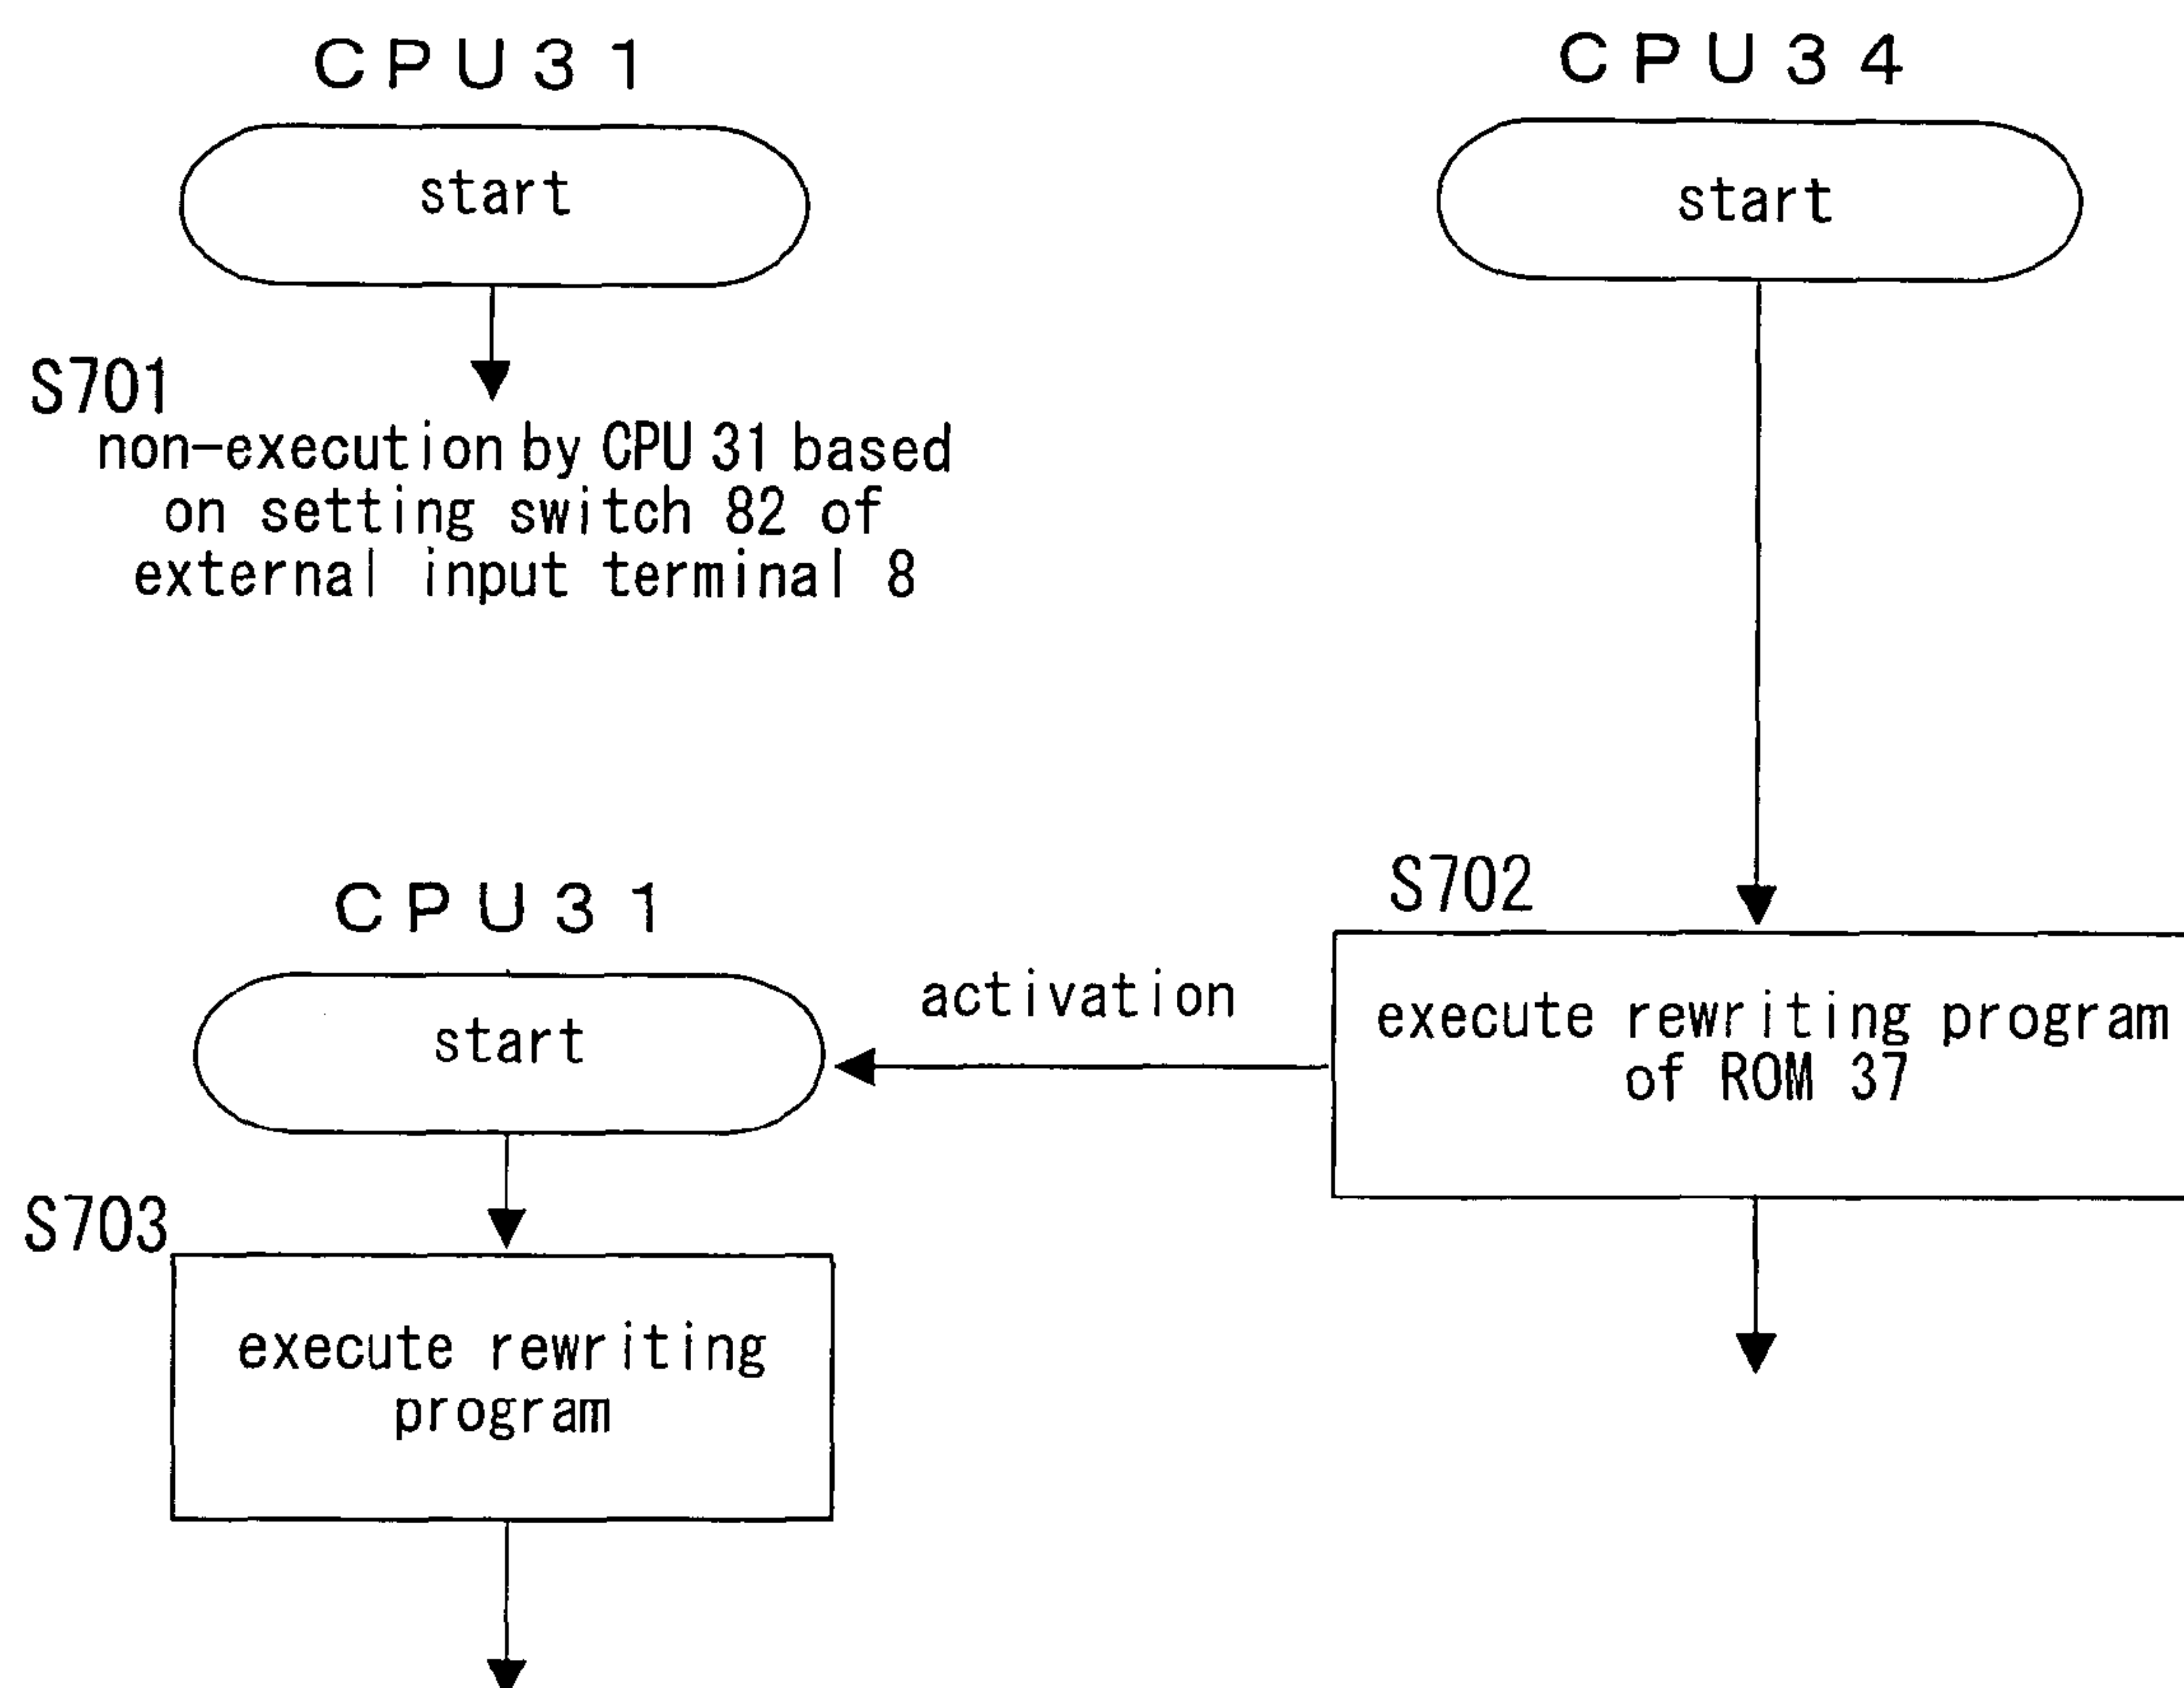 CPU31
start
S701
non-execution by CPU 31 based
on setting switch 82 of
external input terminal 8
CPU34
start
S702
execute rewriting program
of ROM 37
activation
CPU31
start
S703
execute rewriting
program